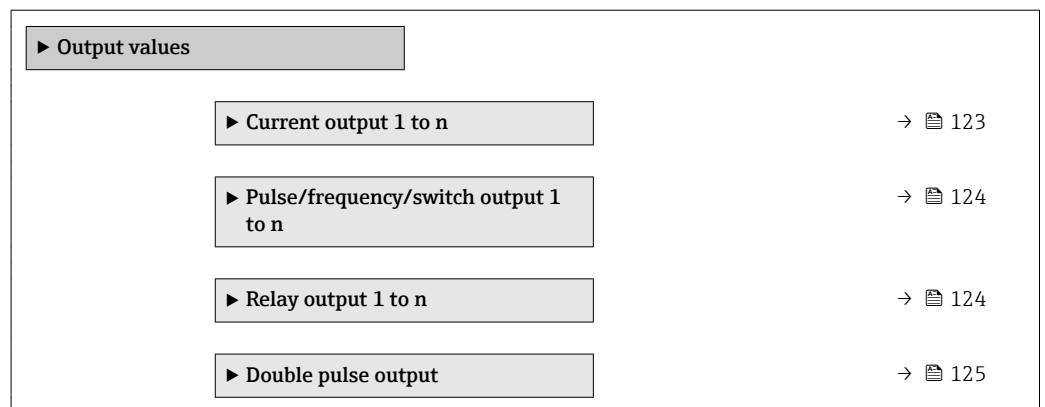 ▶ Output values
▶ Current output 1 to n → 123
▶ Pulse/frequency/switch output 1 → 124
to n
▶ Relay output 1 to n → 124
▶ Double pulse output → 125